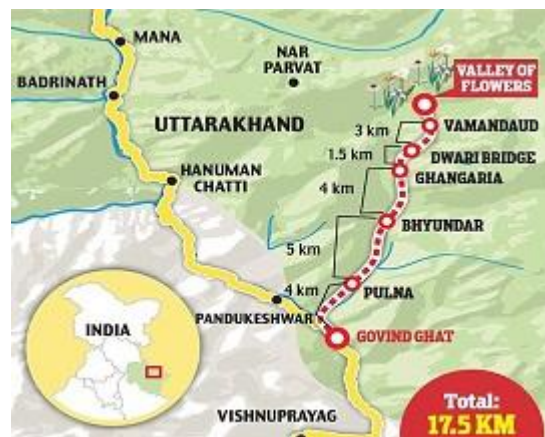 MANA
NAR
PARVAT
VALLEY OF
FLOWERS
BADRINATH
3 km
VAMANDAUD
UTTARAKHAND
1.5 km
DWARI BRIDGE
HANUMAN
CHATTI
4 km
GHANGARIA
BHYUNDAR
5 km
4 km
PULNA
PANDUKESHWAR
INDIA
GOVIND GHAT
Total:
17.5 KM
VISHNUPRAYAG